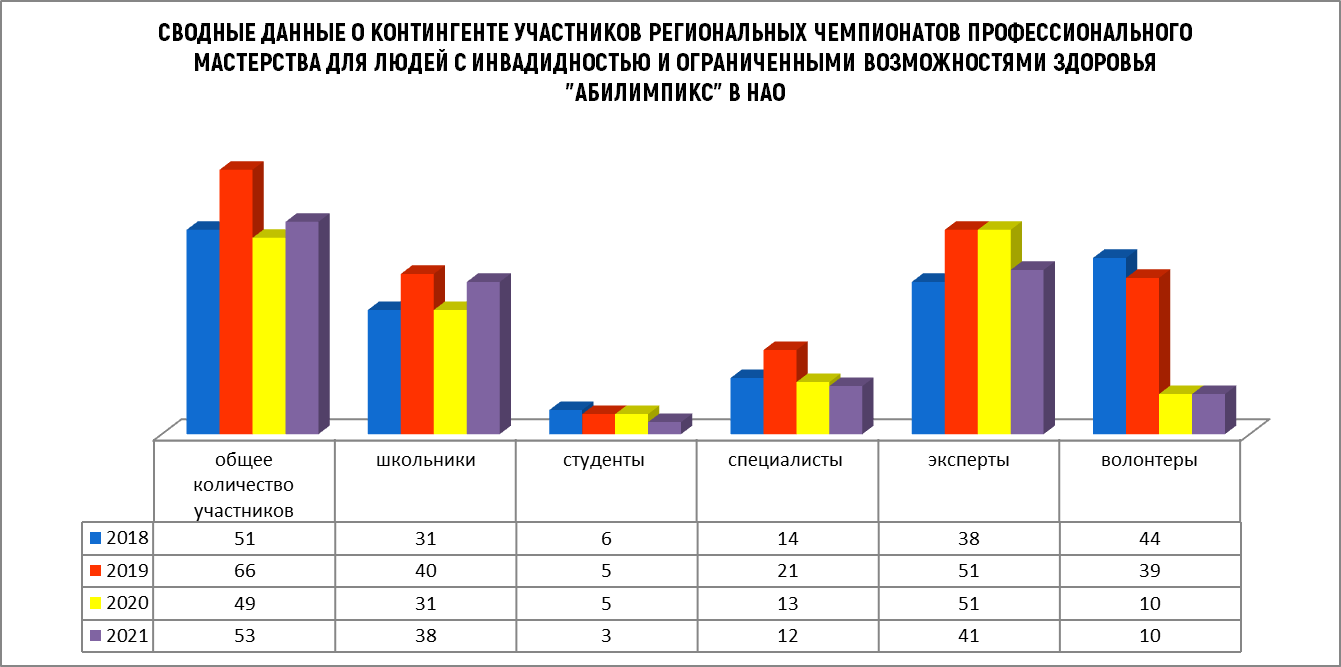 СВОДНЫЕ ДАННЫЕ О КОНТИНГЕНТЕ УЧАСТНИКОВ РЕГИОНАЛЬНЫХ ЧЕМПИОНАТОВ ПРОФЕССИОНАЛЬНОГО
МАСТЕРСТВА ДЛЯ ЛЮДЕЙ С ИНВАДИДНОСТЬЮ И ОГРАНИЧЕННЫМИ ВОЗМОЖНОСТЯМИ ЗДОРОВЬЯ
"АБИЛИМПИКС" В НАО
общее количество участников школьники студенты специалисты эксперты волонтеры
2018 51 31 6 14 38 44
2019 66 40 5 21 51 39
2020 49 31 5 13 51 10
2021 53 38 3 12 41 10